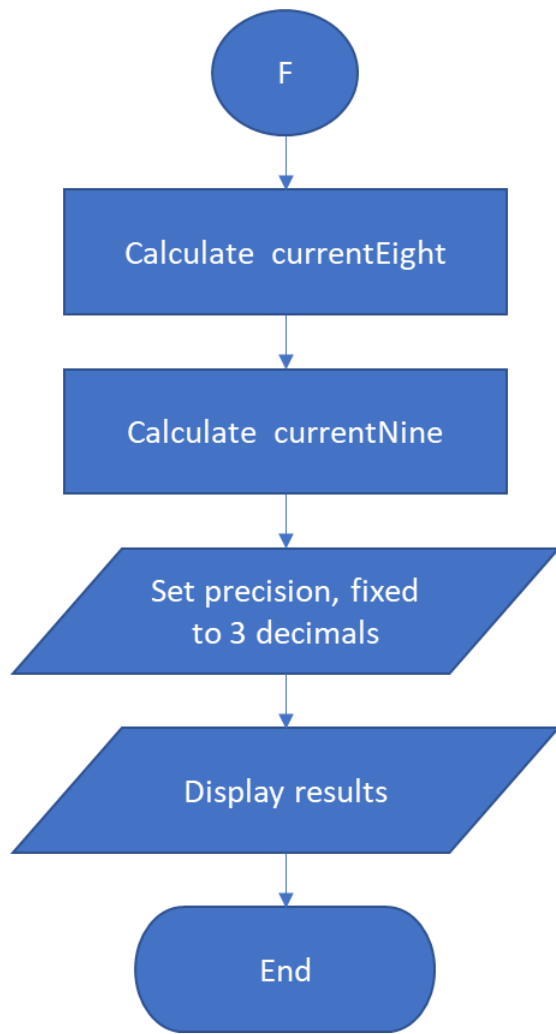 F
Calculate currentEight
Calculate currentNine
Set precision, fixed
to 3 decimals
Display results
End